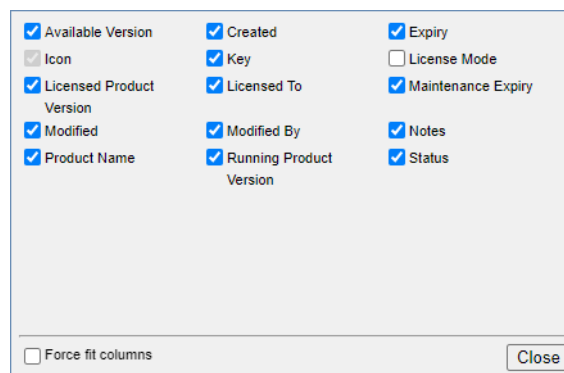 Available Version
Created
Expiry
Icon
Key
License Mode
Licensed Product
Version
Licensed To
Maintenance Expiry
Modified
Modified By
Notes
Product Name
Running Product
Version
Status
Force fit columns
Close